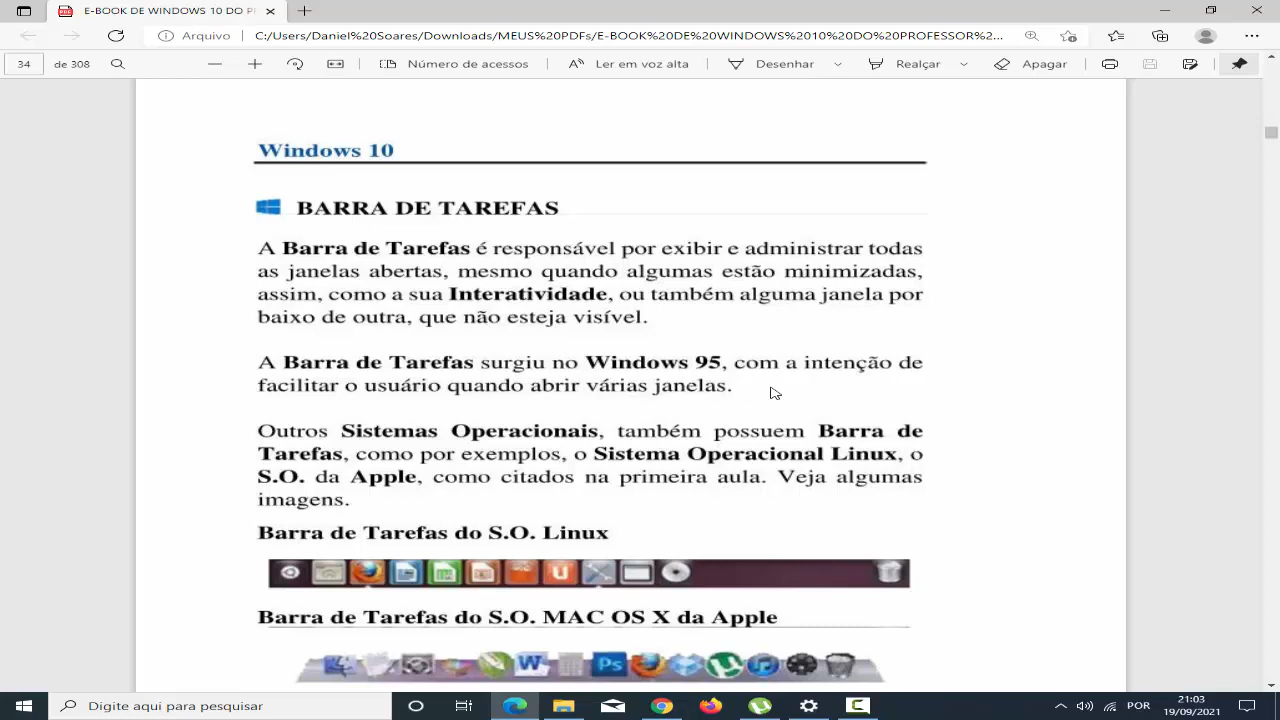 E-BOOK DE WINDOWS 10 DO PI
Arquivo
C:/Users/Daniel%20Soares/Downloads/MEUS%20PDFs/E-BOOK%20DE%20WINDOWS%2010%20DO%20PROFESSOR%2...
34 de 308
Número de acessos
Ler em voz alta
Desenhar
Realçar
Apagar
Windows 10
BARRA DE TAREFAS
A Barra de Tarefas é responsável por exibir e administrar todas
as janelas abertas, mesmo quando algumas estão minimizadas,
assim, como a sua Interatividade, ou também alguma janela por
baixo de outra, que não esteja visível.
A Barra de Tarefas surgiu no Windows 95, com a intenção de
facilitar o usuário quando abrir várias janelas.
Outros Sistemas Operacionais, também possuem Barra de
Tarefas, como por exemplos, o Sistema Operacional Linux, o
S.O. da Apple, como citados na primeira aula. Veja algumas
imagens.
Barra de Tarefas do S.O. Linux
Barra de Tarefas do S.O. MAC OS X da Apple
Digite aqui para pesquisar
POR
21:03
19/09/2021